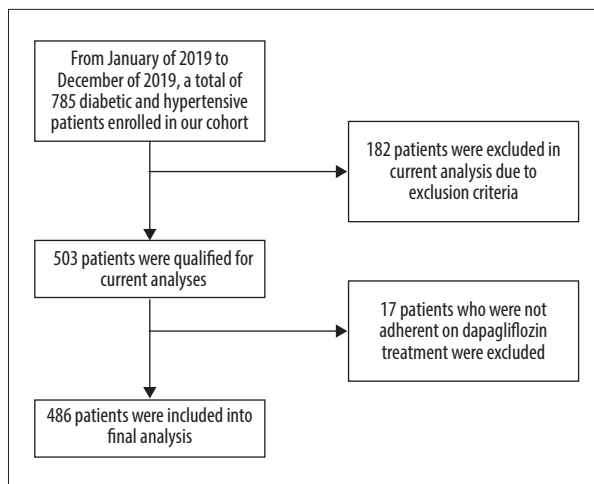 From January of 2019 to
December of 2019, a total of
785 diabetic and hypertensive
patients enrolled in our cohort
182 patients were excluded in
current analysis due to
exclusion criteria
503 patients were qualified for
current analyses
17 patients who were not
adherent on dapagliflozin
treatment were excluded
486 patients were included into
final analysis